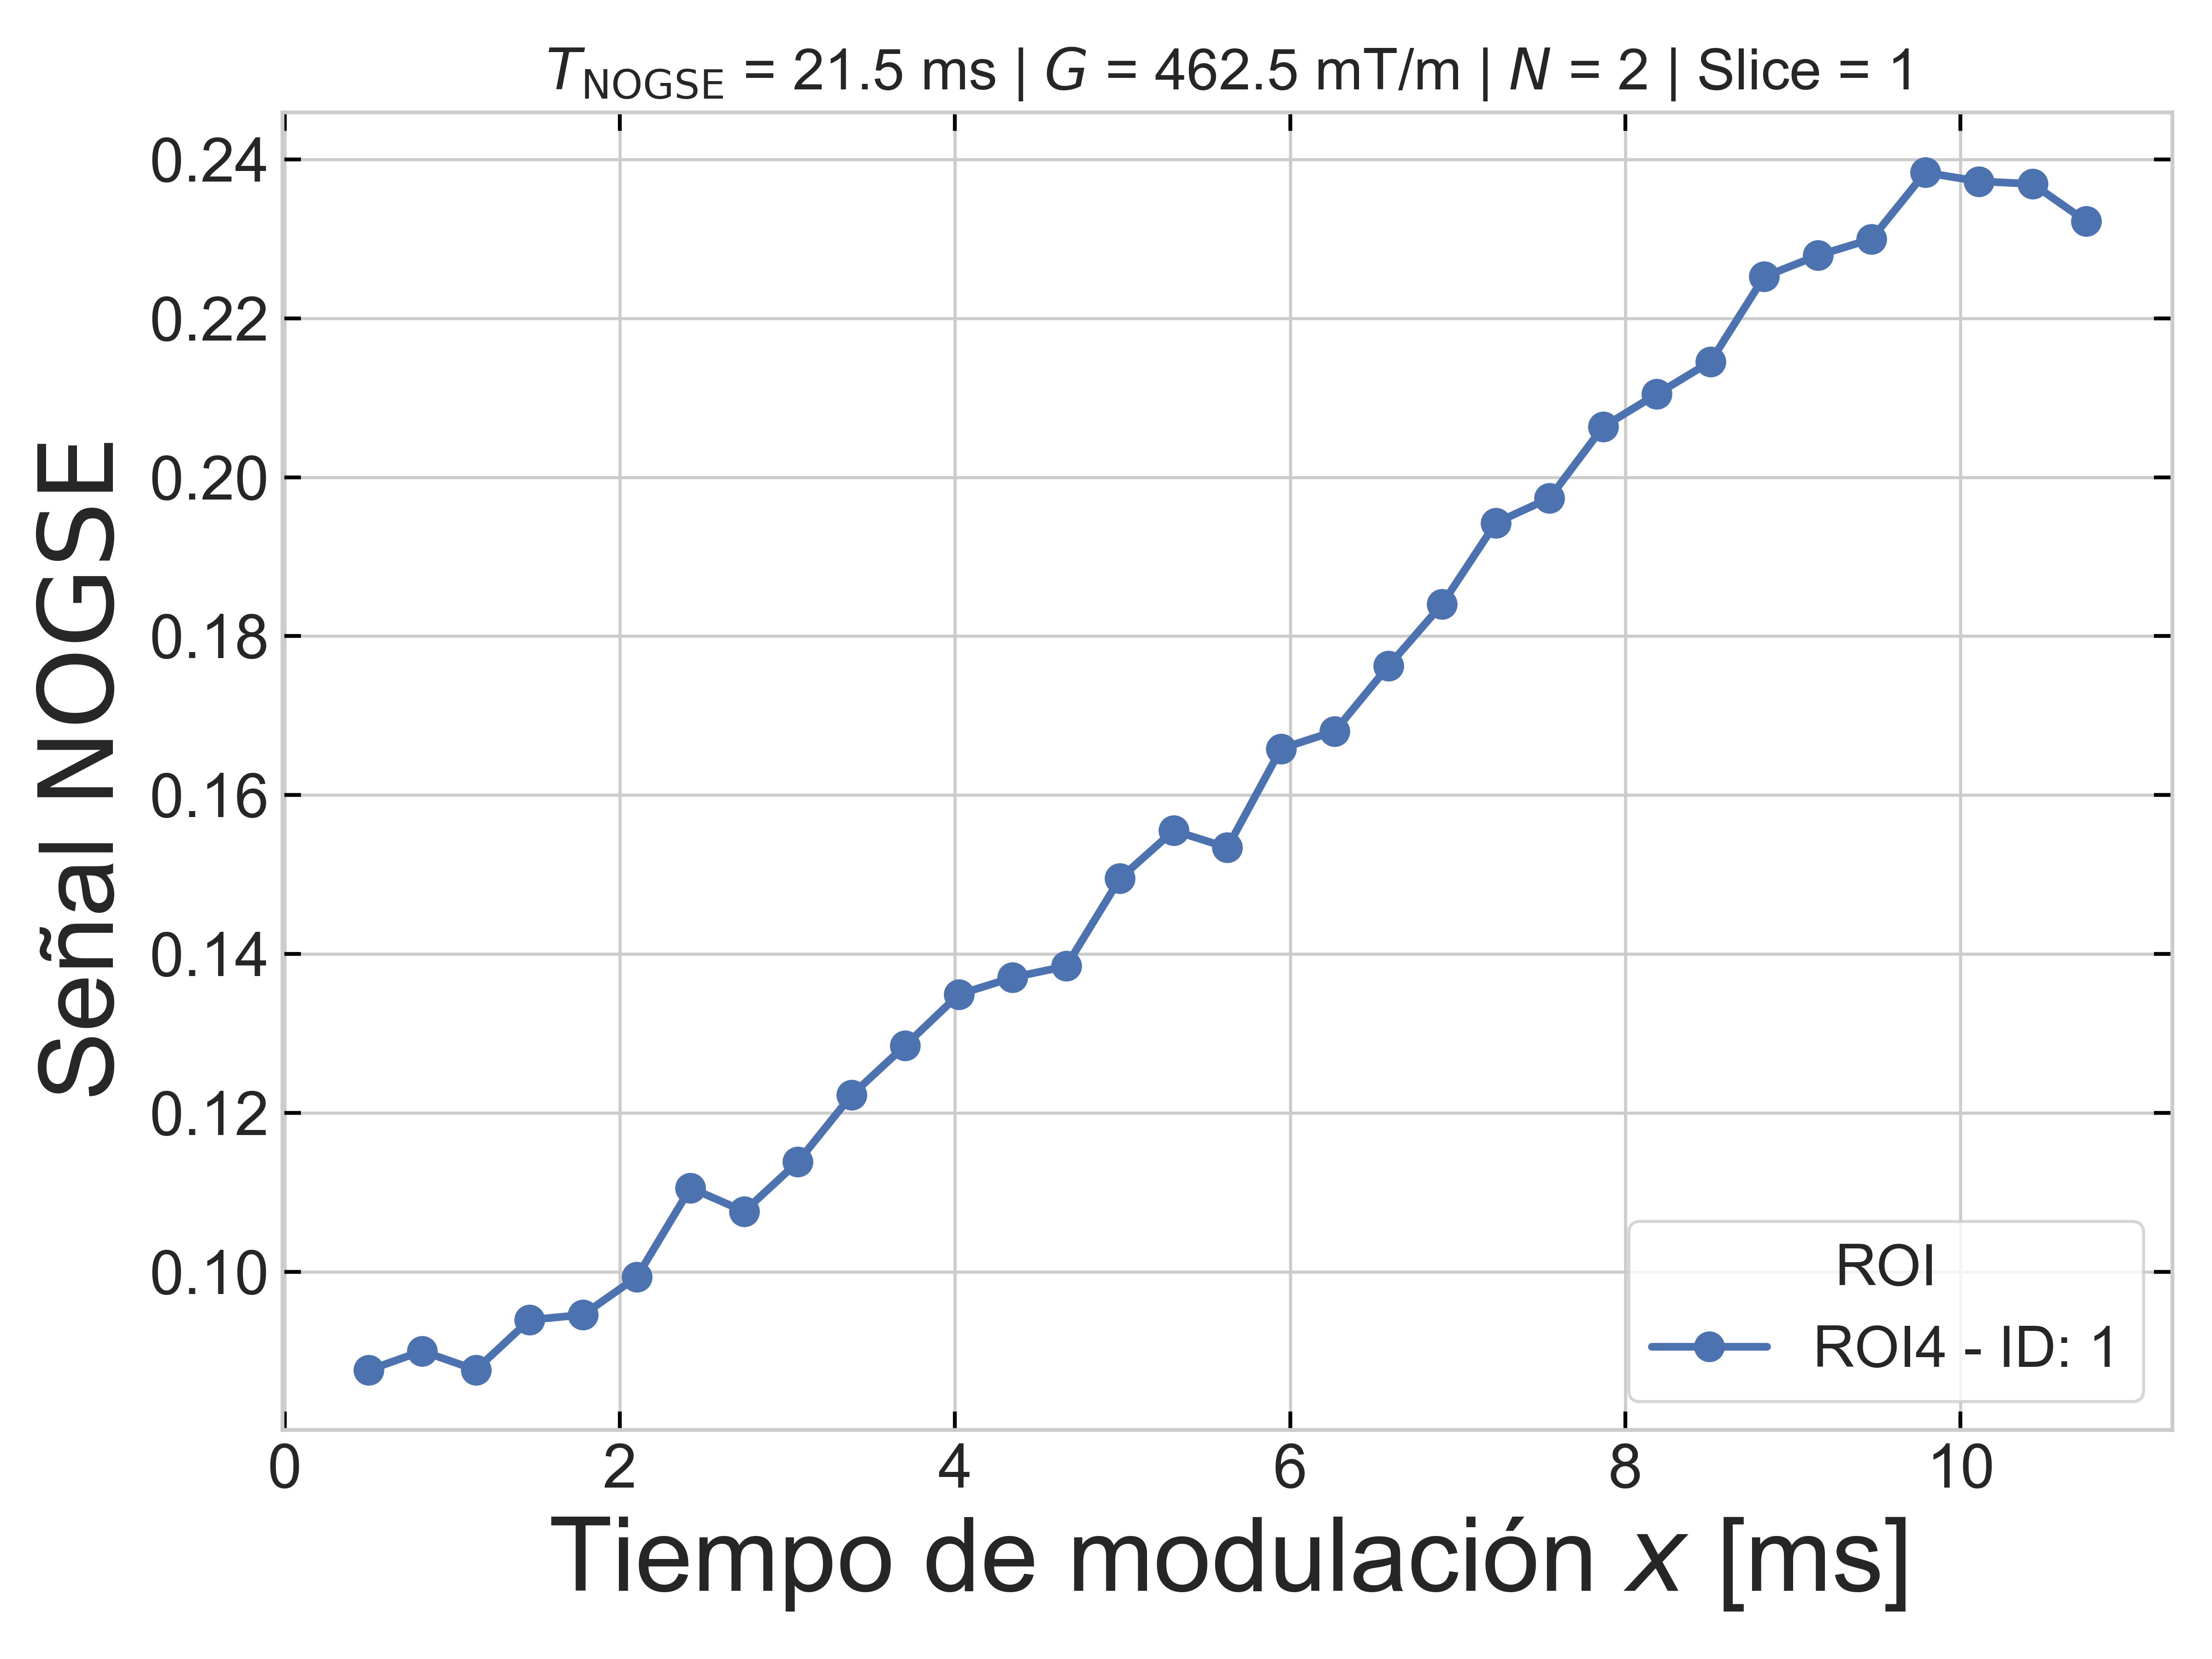 T_NOGSE = 21.5 ms | G = 462.5 mT/m | N = 2 | Slice = 1
Señal NOGSE
0.24
0.22
0.20
0.18
0.16
0.14
0.12
0.10
ROI
ROI4 - ID: 1
0 2 4 6 8 10
Tiempo de modulación x [ms]